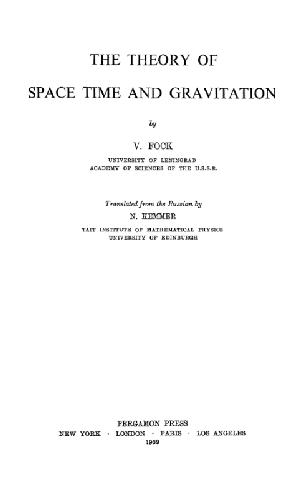 THE THEORY OF
SPACE TIME AND GRAVITATION
by
V. FOCK
UNIVERSITY OF LENINGRAD
ACADEMY OF SCIENCES OF THE U.S.S.R.
Translated from the Russian by
N. KEMMER
TAIT INSTITUTE OF MATHEMATICAL PHYSICS
UNIVERSITY OF EDINBURGH
PERGAMON PRESS
NEW YORK · LONDON · PARIS · LOS ANGELES
1959